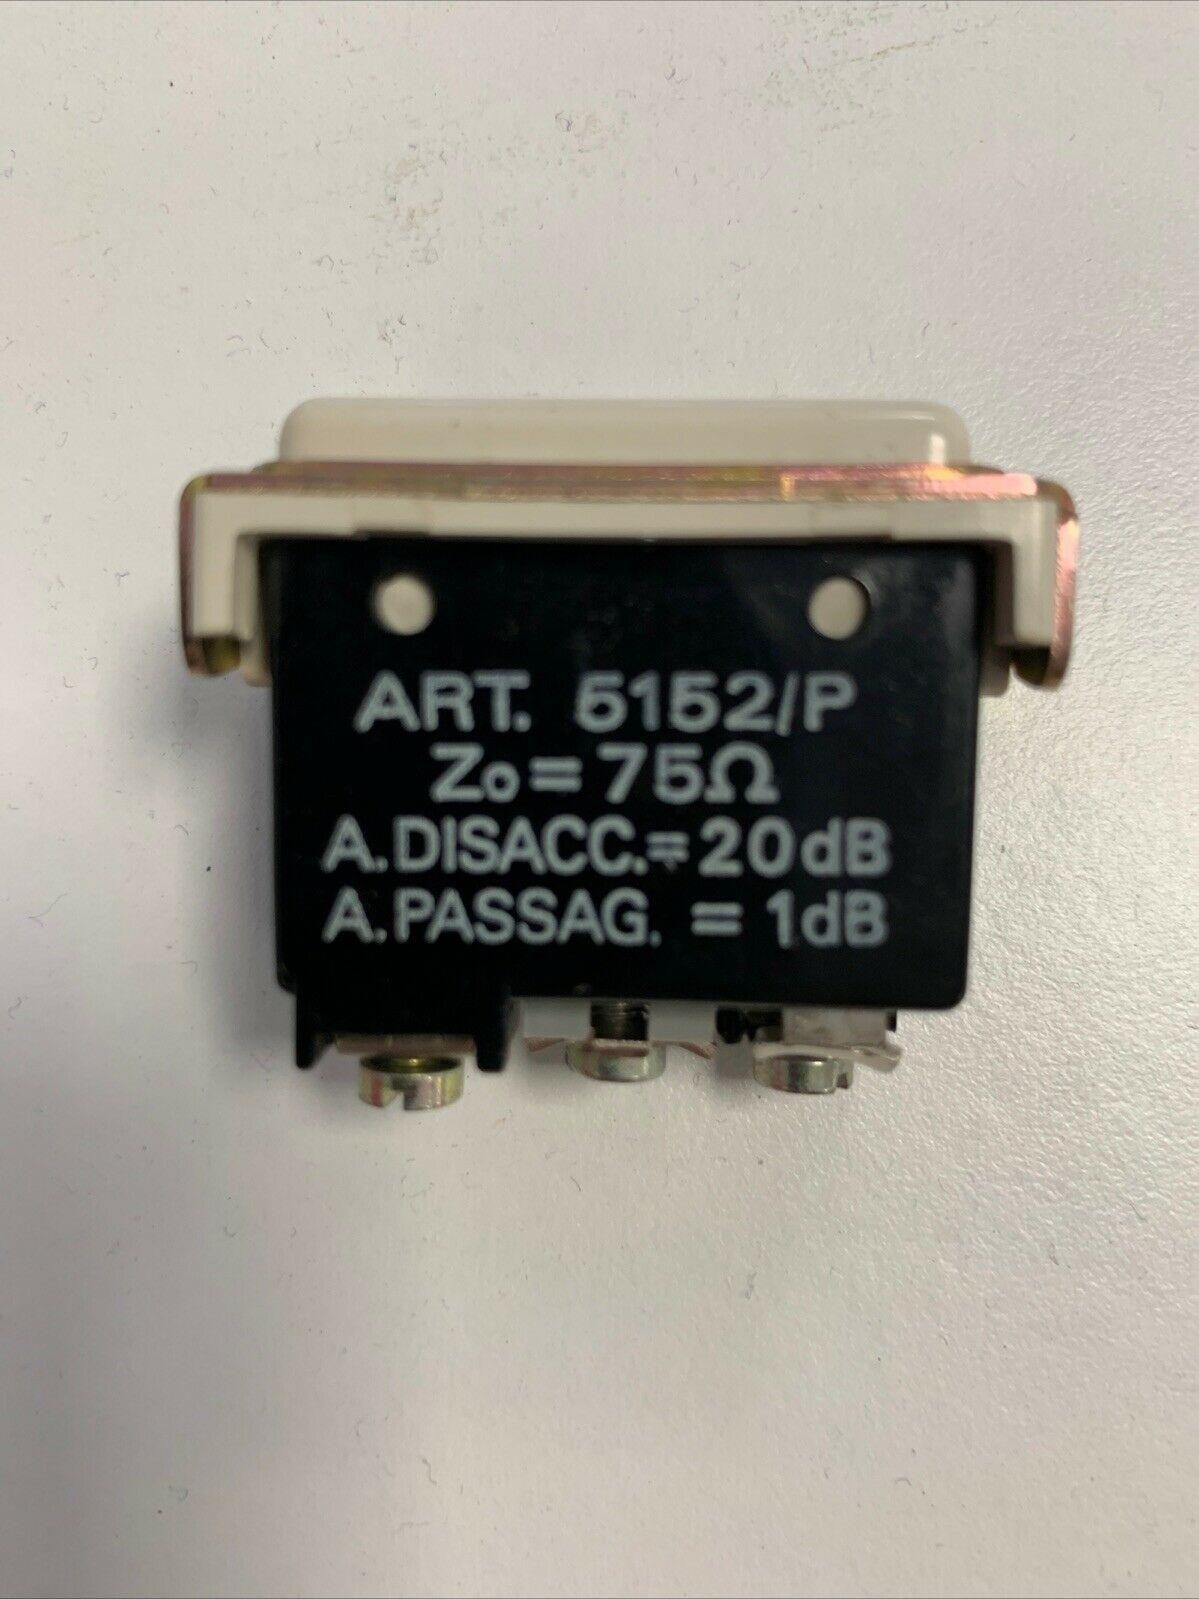 ART. 5152/P
Zo = 75Ω
A.DISACC. = 20dB
A.PASSAG. = 1dB